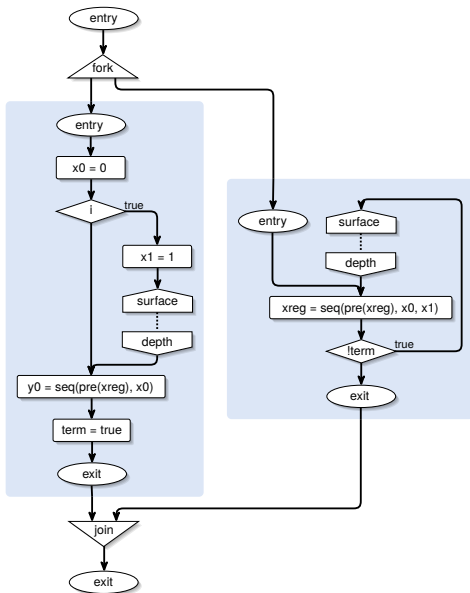 entry
fork
entry
x0 = 0
i
true
x1 = 1
surface
depth
y0 = seq(pre(xreg), x0)
term = true
exit
entry
surface
depth
xreg = seq(pre(xreg), x0, x1)
!term
true
exit
join
exit